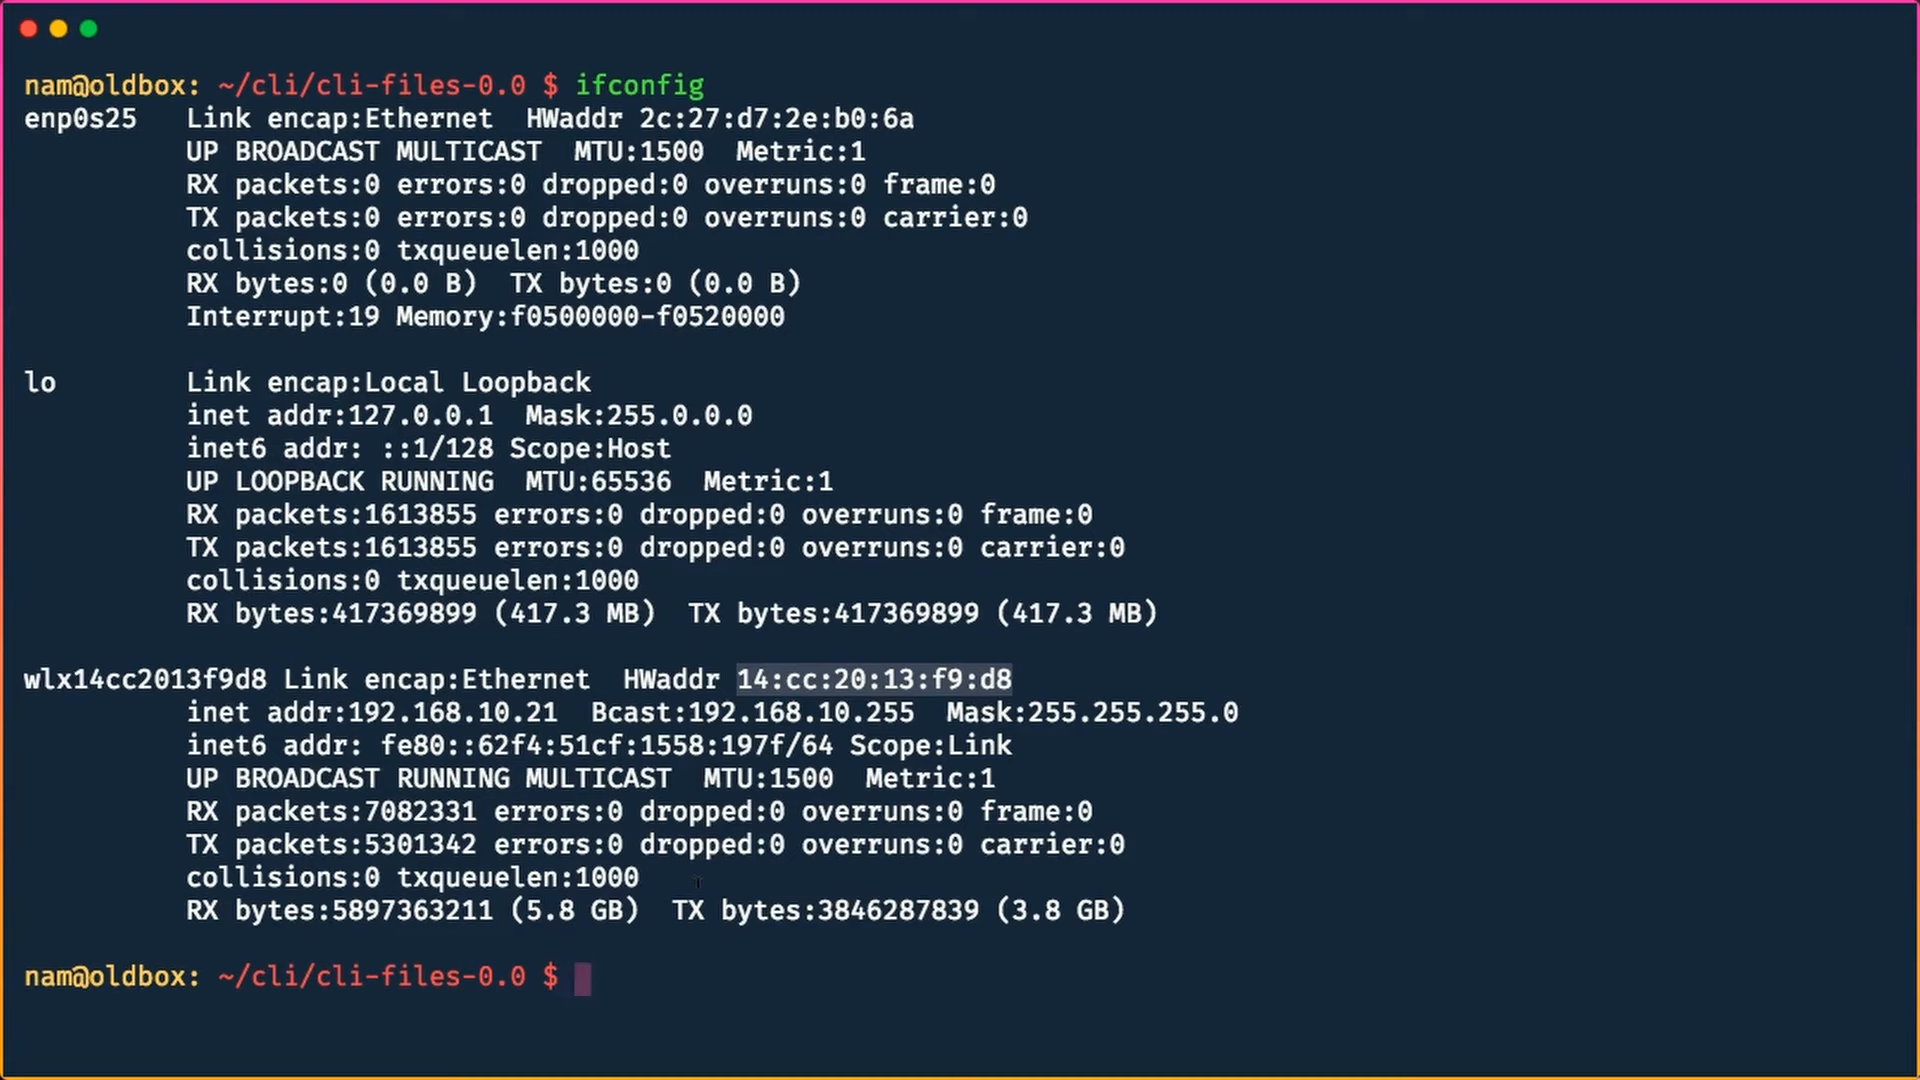 nam@oldbox: ~/cli/cli-files-0.0 $ ifconfig
enp0s25   Link encap:Ethernet  HWaddr 2c:27:d7:2e:b0:6a
          UP BROADCAST MULTICAST  MTU:1500  Metric:1
          RX packets:0 errors:0 dropped:0 overruns:0 frame:0
          TX packets:0 errors:0 dropped:0 overruns:0 carrier:0
          collisions:0 txqueuelen:1000
          RX bytes:0 (0.0 B)  TX bytes:0 (0.0 B)
          Interrupt:19 Memory:f0500000-f0520000

lo        Link encap:Local Loopback
          inet addr:127.0.0.1  Mask:255.0.0.0
          inet6 addr: ::1/128 Scope:Host
          UP LOOPBACK RUNNING  MTU:65536  Metric:1
          RX packets:1613855 errors:0 dropped:0 overruns:0 frame:0
          TX packets:1613855 errors:0 dropped:0 overruns:0 carrier:0
          collisions:0 txqueuelen:1000
          RX bytes:417369899 (417.3 MB)  TX bytes:417369899 (417.3 MB)

wlx14cc2013f9d8 Link encap:Ethernet  HWaddr 14:cc:20:13:f9:d8
          inet addr:192.168.10.21  Bcast:192.168.10.255  Mask:255.255.255.0
          inet6 addr: fe80::62f4:51cf:1558:197f/64 Scope:Link
          UP BROADCAST RUNNING MULTICAST  MTU:1500  Metric:1
          RX packets:7082331 errors:0 dropped:0 overruns:0 frame:0
          TX packets:5301342 errors:0 dropped:0 overruns:0 carrier:0
          collisions:0 txqueuelen:1000
          RX bytes:5897363211 (5.8 GB)  TX bytes:3846287839 (3.8 GB)

nam@oldbox: ~/cli/cli-files-0.0 $